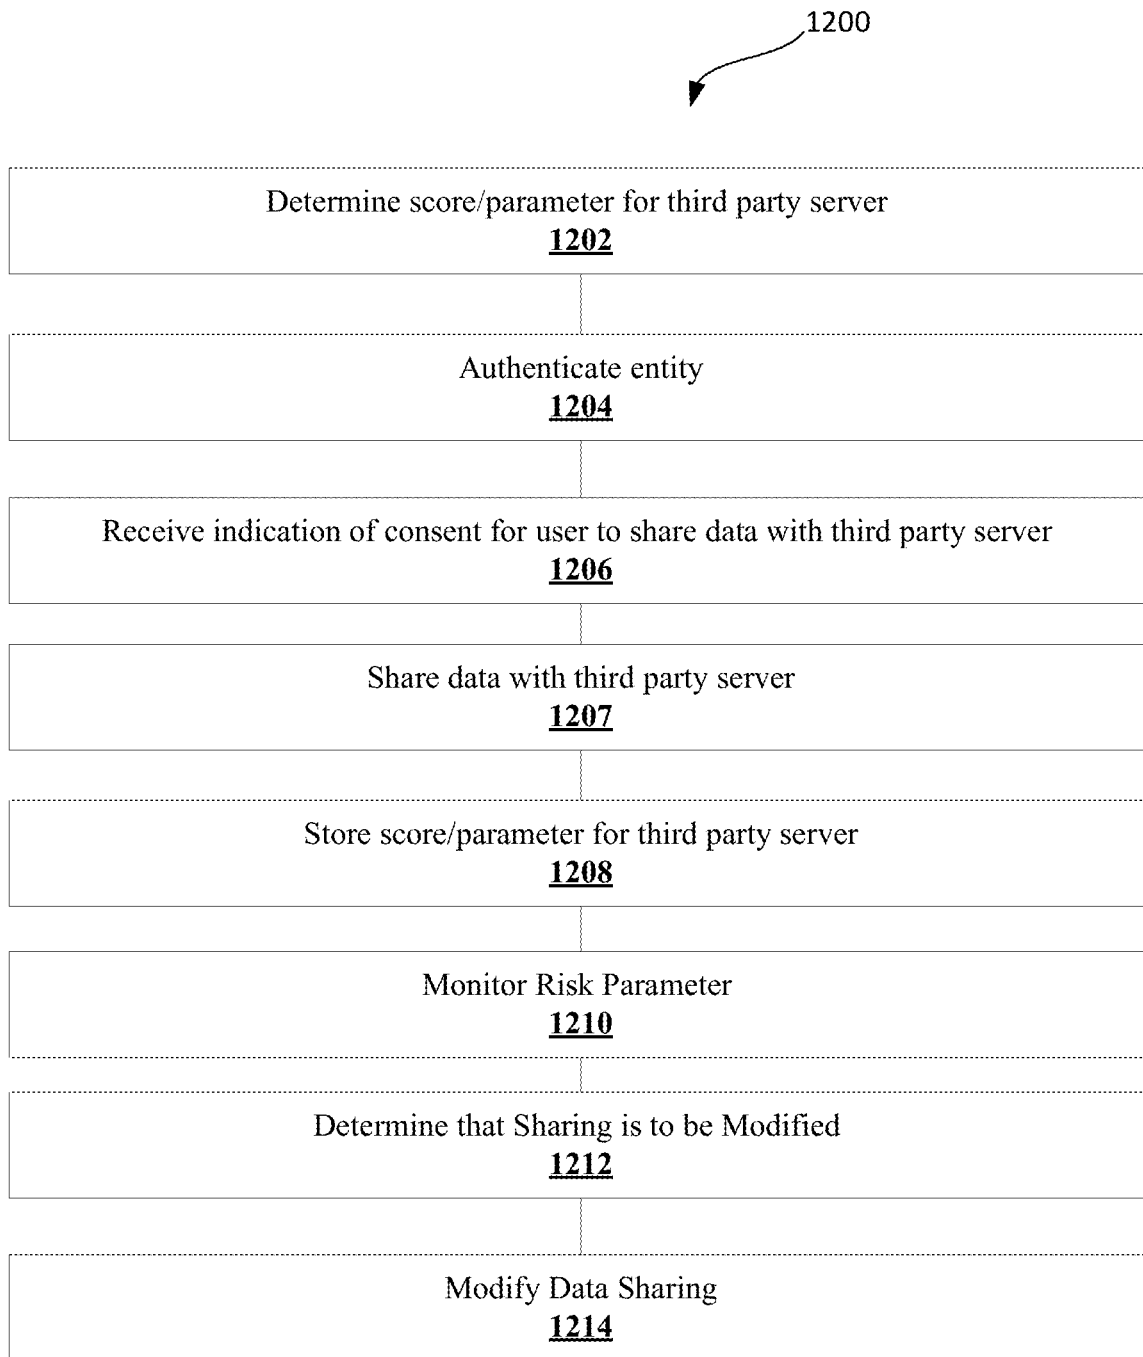 1200
Determine score/parameter for third party server
1202
Authenticate entity
1204
Receive indication of consent for user to share data with third party server
1206
Share data with third party server
1207
Store score/parameter for third party server
1208
Monitor Risk Parameter
1210
Determine that Sharing is to be Modified
1212
Modify Data Sharing
1214